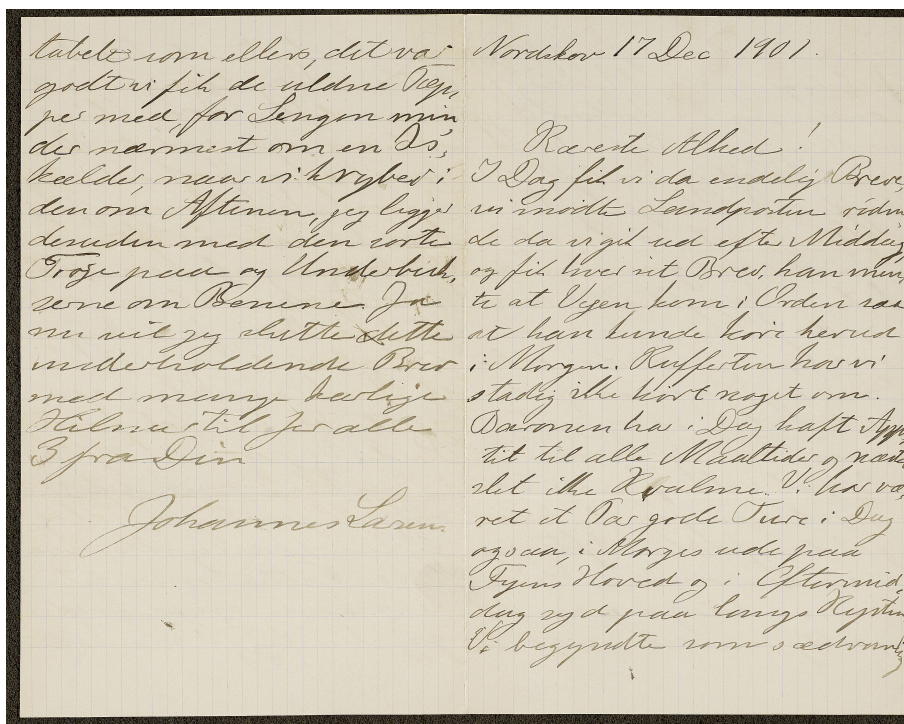 Nordskov 17 Dec 1901.
Kæreste Alhed!
I Dag fik vi da endelig Breve,
vi mødte Landposten riden
de da vi gik ud efter Middag
og fik hver sit Brev, han men
te at Vejen kom i Orden saa
at han kunde køre herud
i Morgen. Kufferten har vi
stadig ikke hørt noget om.
Baronen har i Dag haft Appe
tit til alle Maaltider og næsten
slet ikke Kvalme. Vi har væ,
ret et Par gode Ture i Dag
ogsaa, i Morges ude paa
Fyens Hoved og i Eftermid,
dag syd paa langs Kysten
Vi begyndte som sædvanlig
tabelt som ellers, det var
godt vi fik de uldne Tæp,
per med, for Sengen min
der nærmest om en Is,
kælder, naar vi kryber i
den om Aftenen, jeg ligger
desuden med den sorte
Trøje paa og Underbuk,
serne om Benene. Ja
nu vil jeg slutte dette
underholdende Brev
med mange kærlige
Hilsner til Jer alle
3 fra Din
Johannes Larsen.